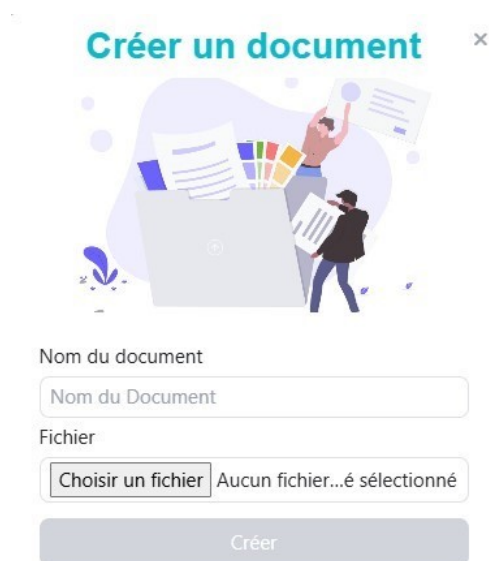 Créer un document
×
Nom du document
Nom du Document
Fichier
Choisir un fichier Aucun fichier...é sélectionné
Créer